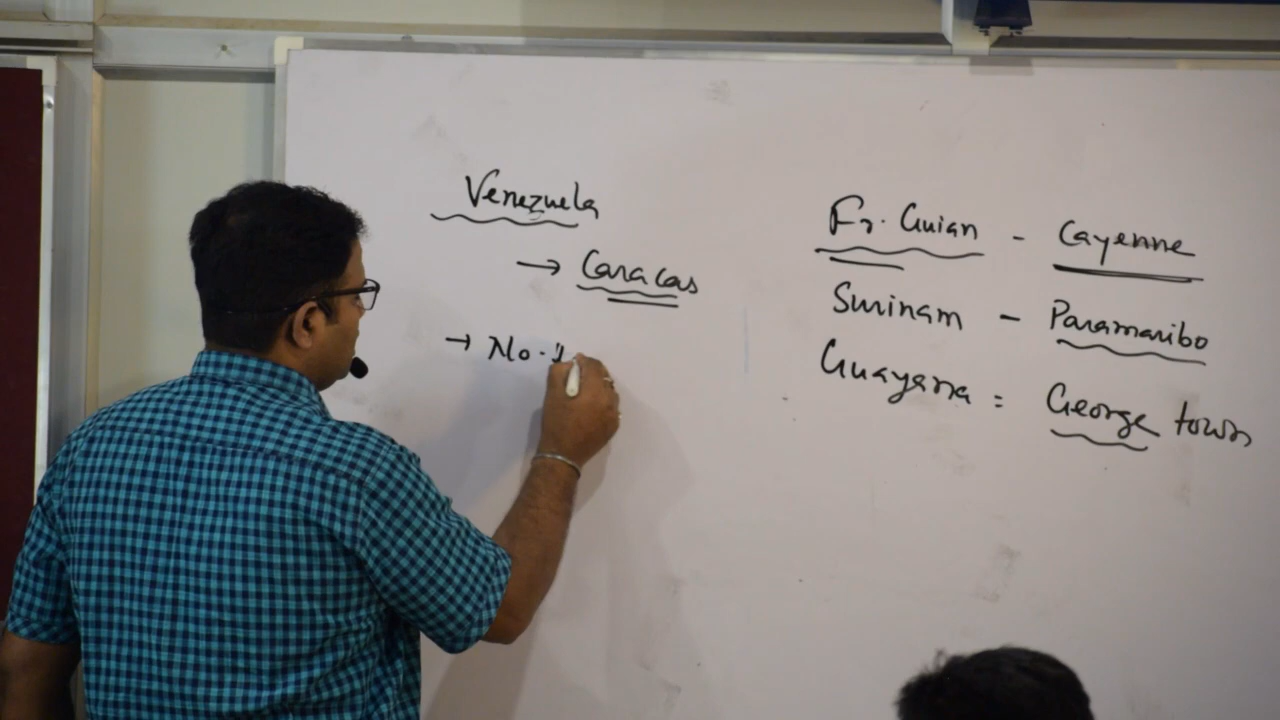 Venezuela
→ Caracas
→ No.
Fr. Guian - Cayenne
Surinam - Paramaribo
Guayana = George town